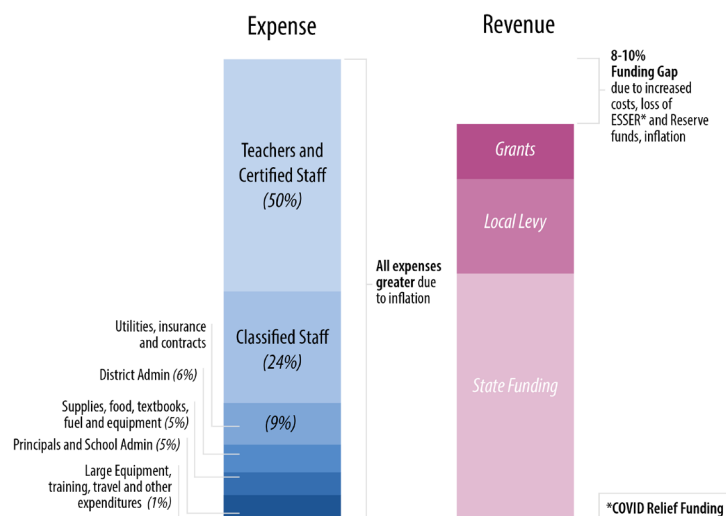 Expense
Revenue
8-10%
Funding Gap
due to increased
costs, loss of
ESSER* and Reserve
funds, inflation
Grants
Teachers and
Certified Staff
(50%)
Local Levy
All expenses
greater due
to inflation
Utilities, insurance
and contracts
Classified Staff
(24%)
District Admin (6%)
State Funding
Supplies, food, textbooks,
fuel and equipment (5%)
(9%)
Principals and School Admin (5%)
Large Equipment,
training, travel and other
expenditures (1%)
*COVID Relief Funding